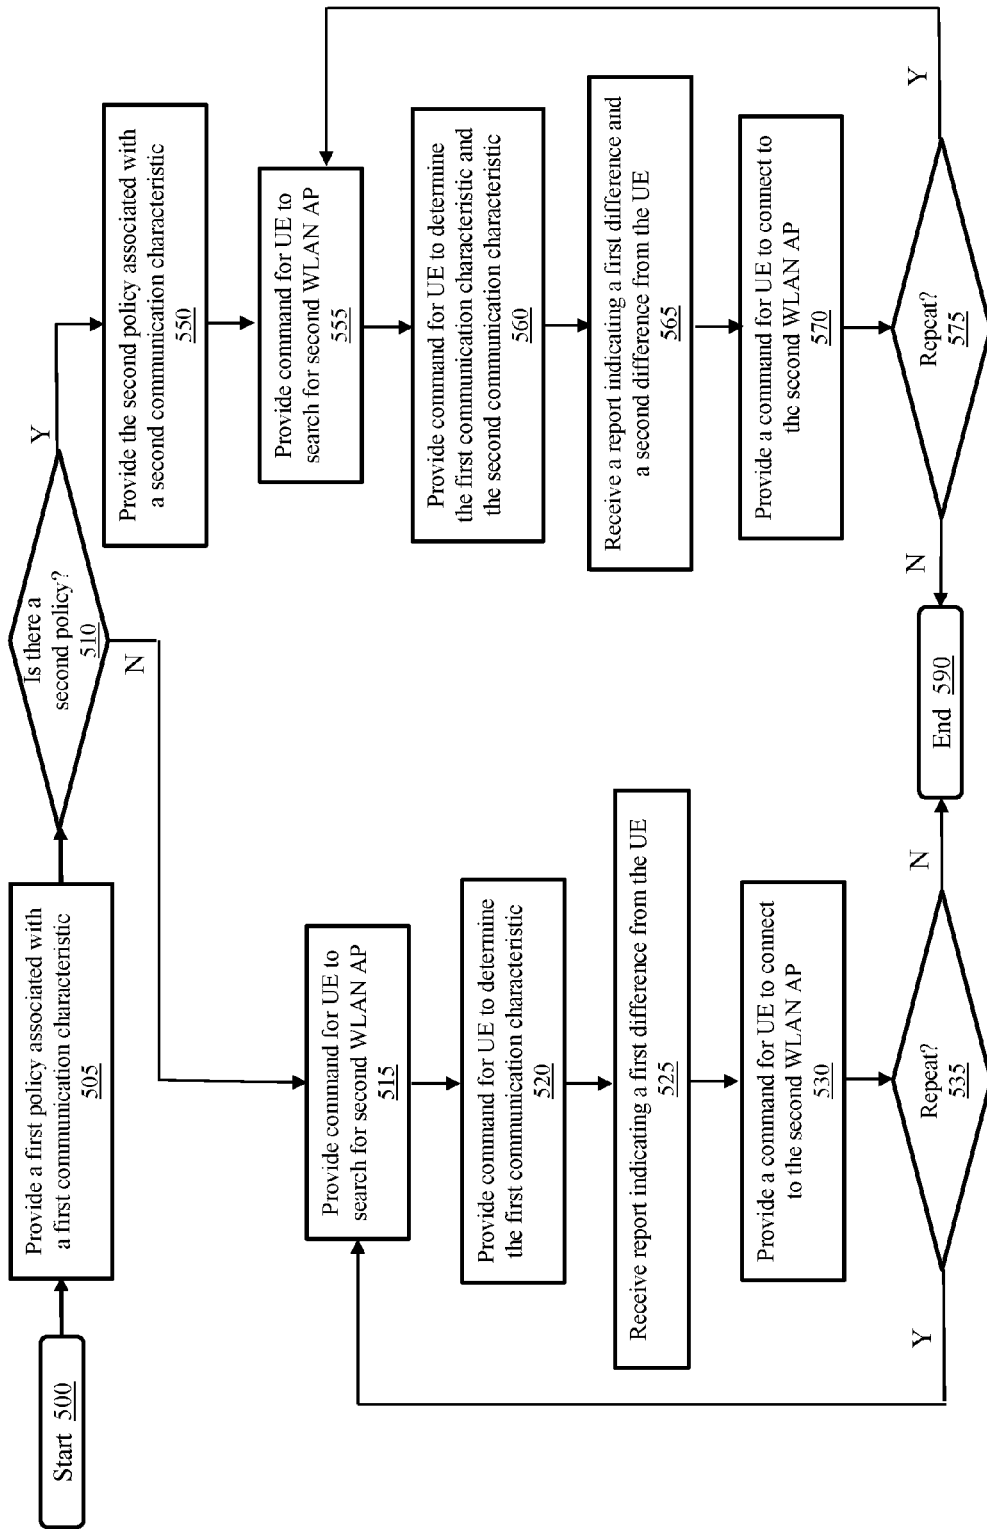 Start 500
Provide a first policy associated with
a first communication characteristic
505
Is there a
second policy?
510
Y
N
Provide command for UE to
search for second WLAN AP
515
Provide command for UE to determine
the first communication characteristic
520
Receive report indicating a first difference from the UE
525
Provide a command for UE to connect
to the second WLAN AP
530
Repeat?
535
Y
N
Provide the second policy associated with
a second communication characteristic
550
Provide command for UE to
search for second WLAN AP
555
Provide command for UE to determine
the first communication characteristic and
the second communication characteristic
560
Receive a report indicating a first difference and
a second difference from the UE
565
Provide a command for UE to connect to
the second WLAN AP
570
Repeat?
575
Y
N
End 590